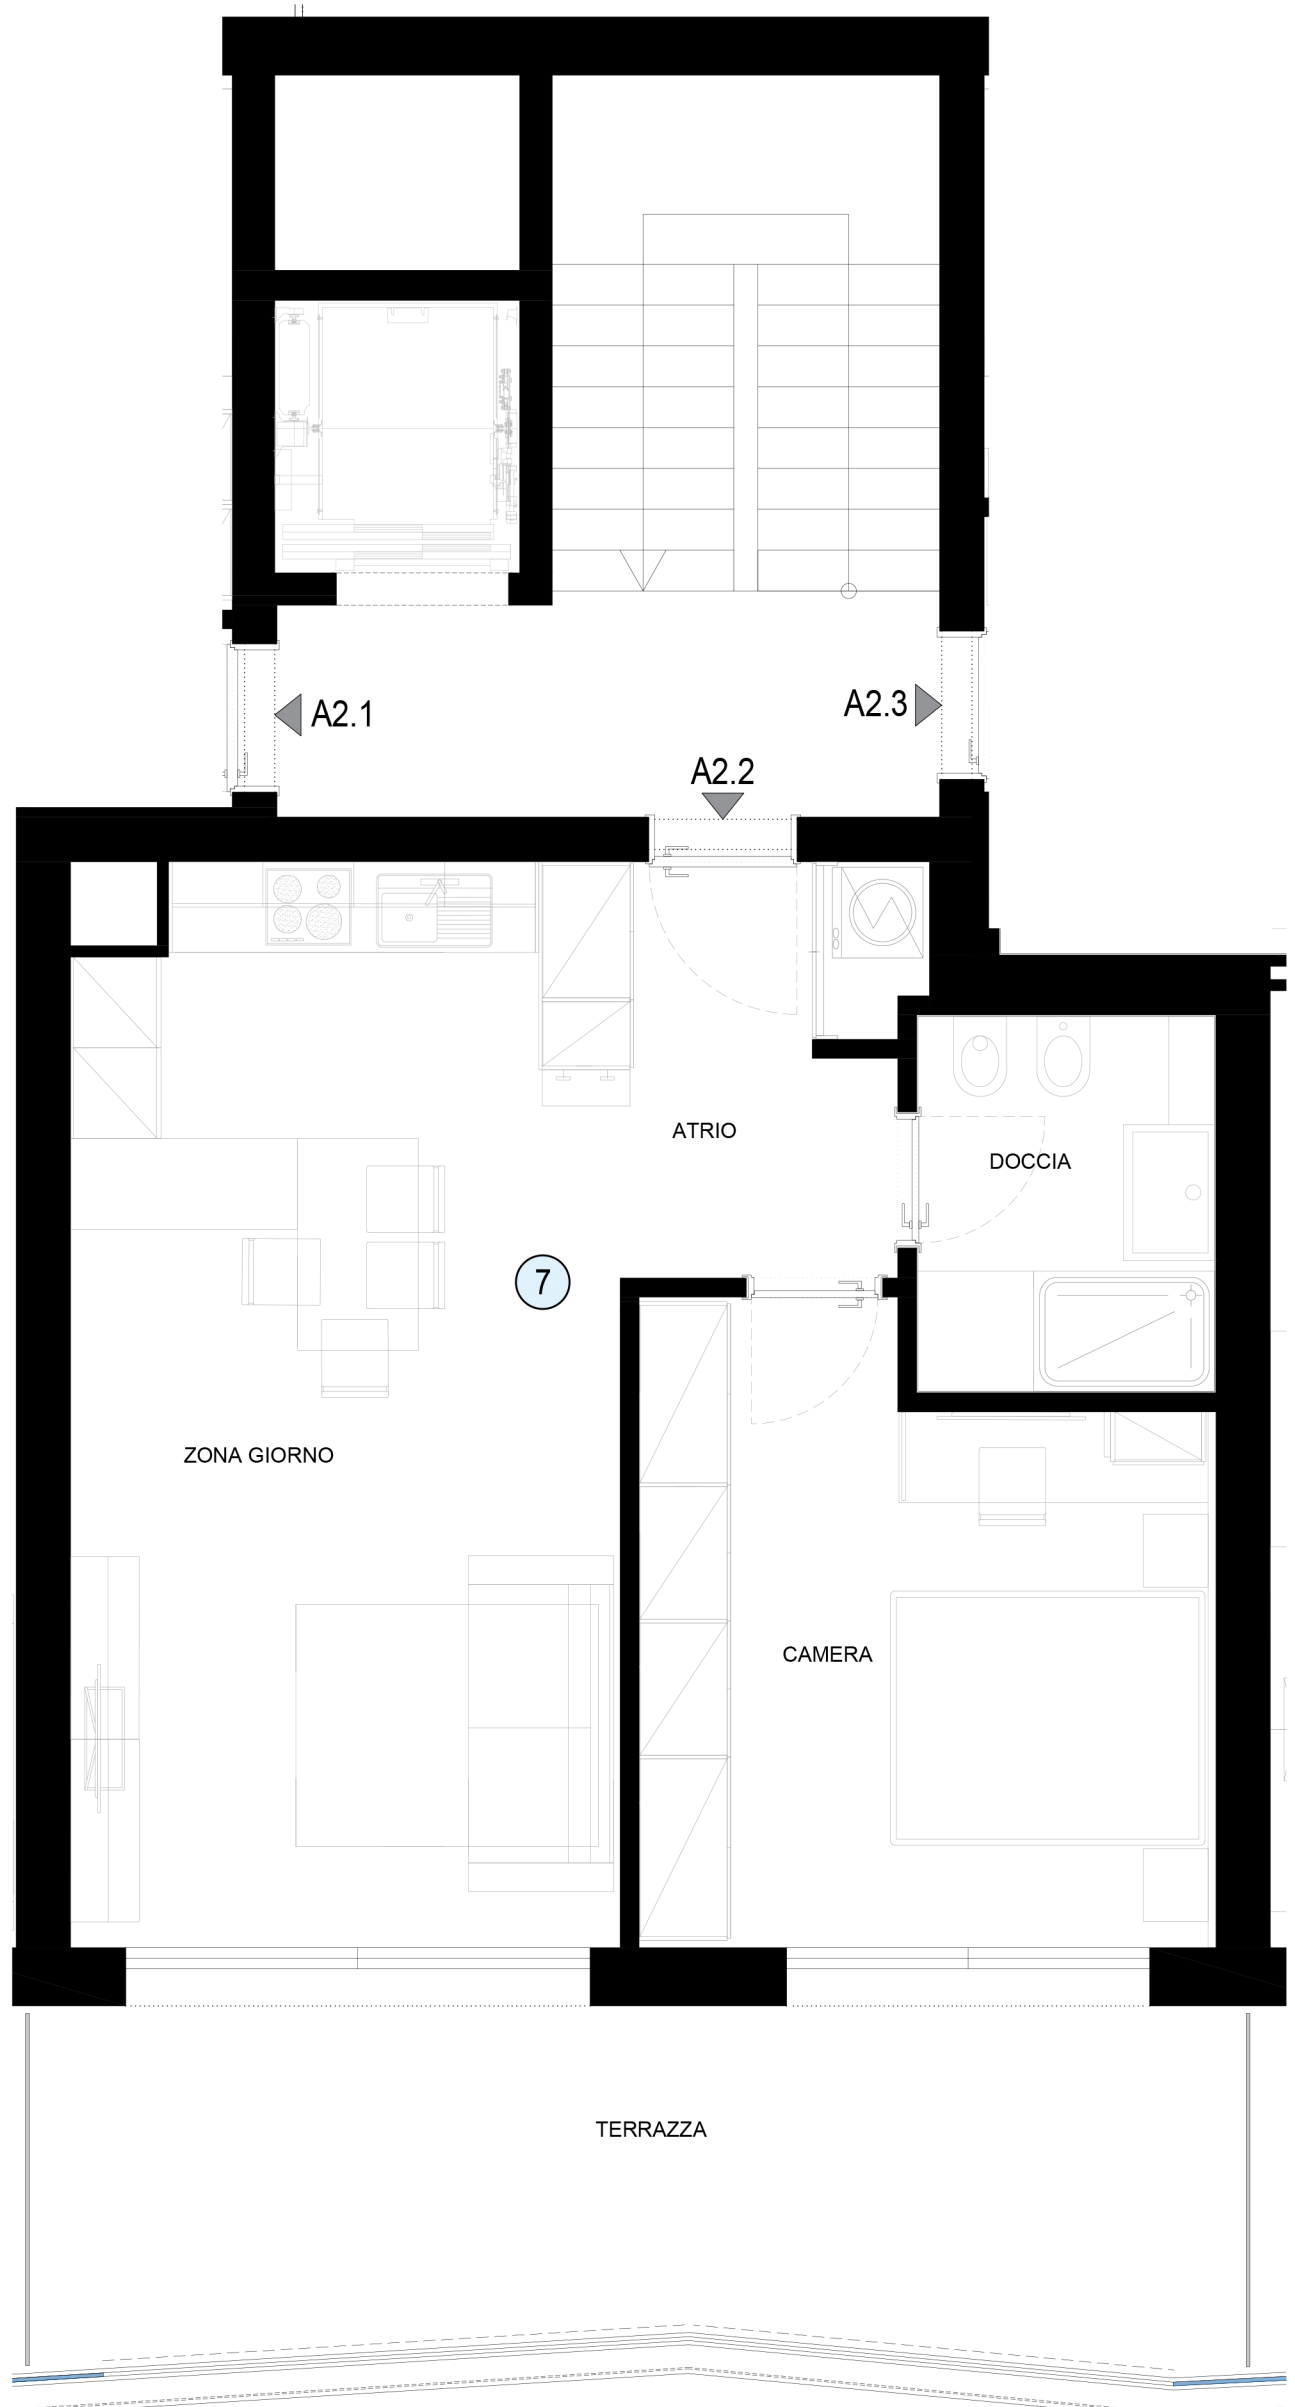 A2.1
A2.3
A2.2
ATRIO
DOCCIA
7
ZONA GIORNO
CAMERA
TERRAZZA